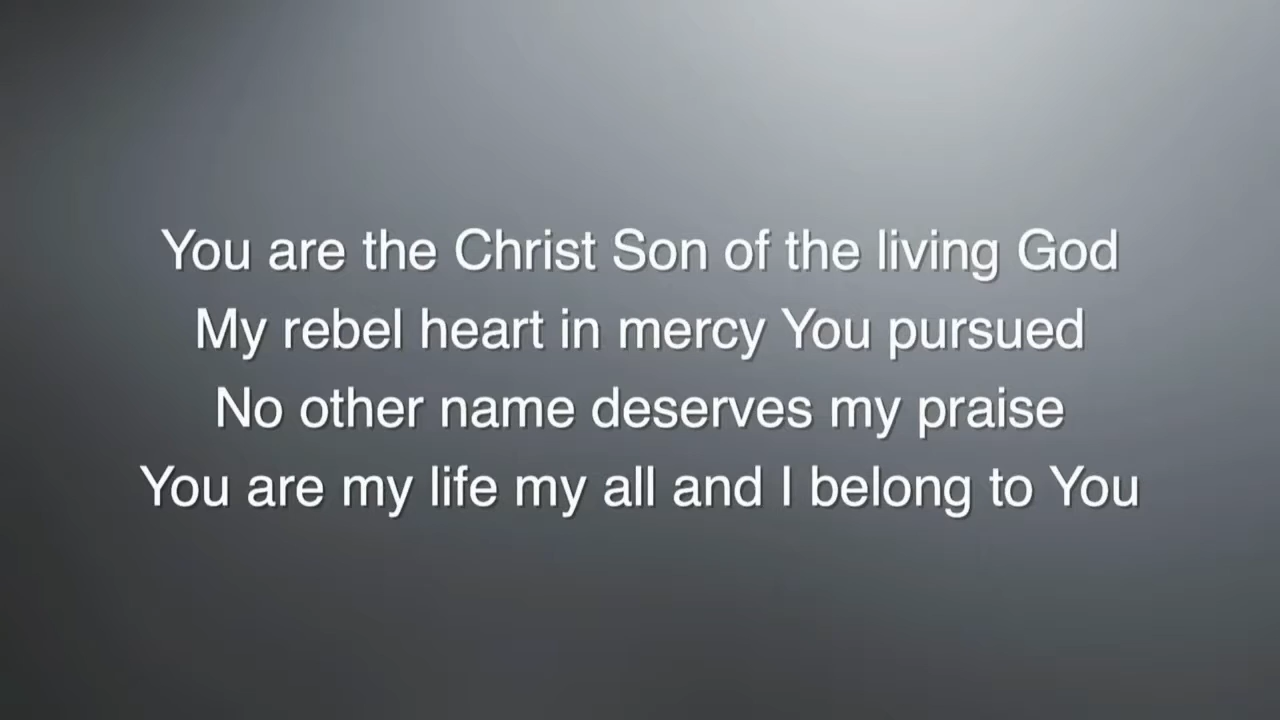 You are the Christ Son of the living God
My rebel heart in mercy You pursued
No other name deserves my praise
You are my life my all and I belong to You